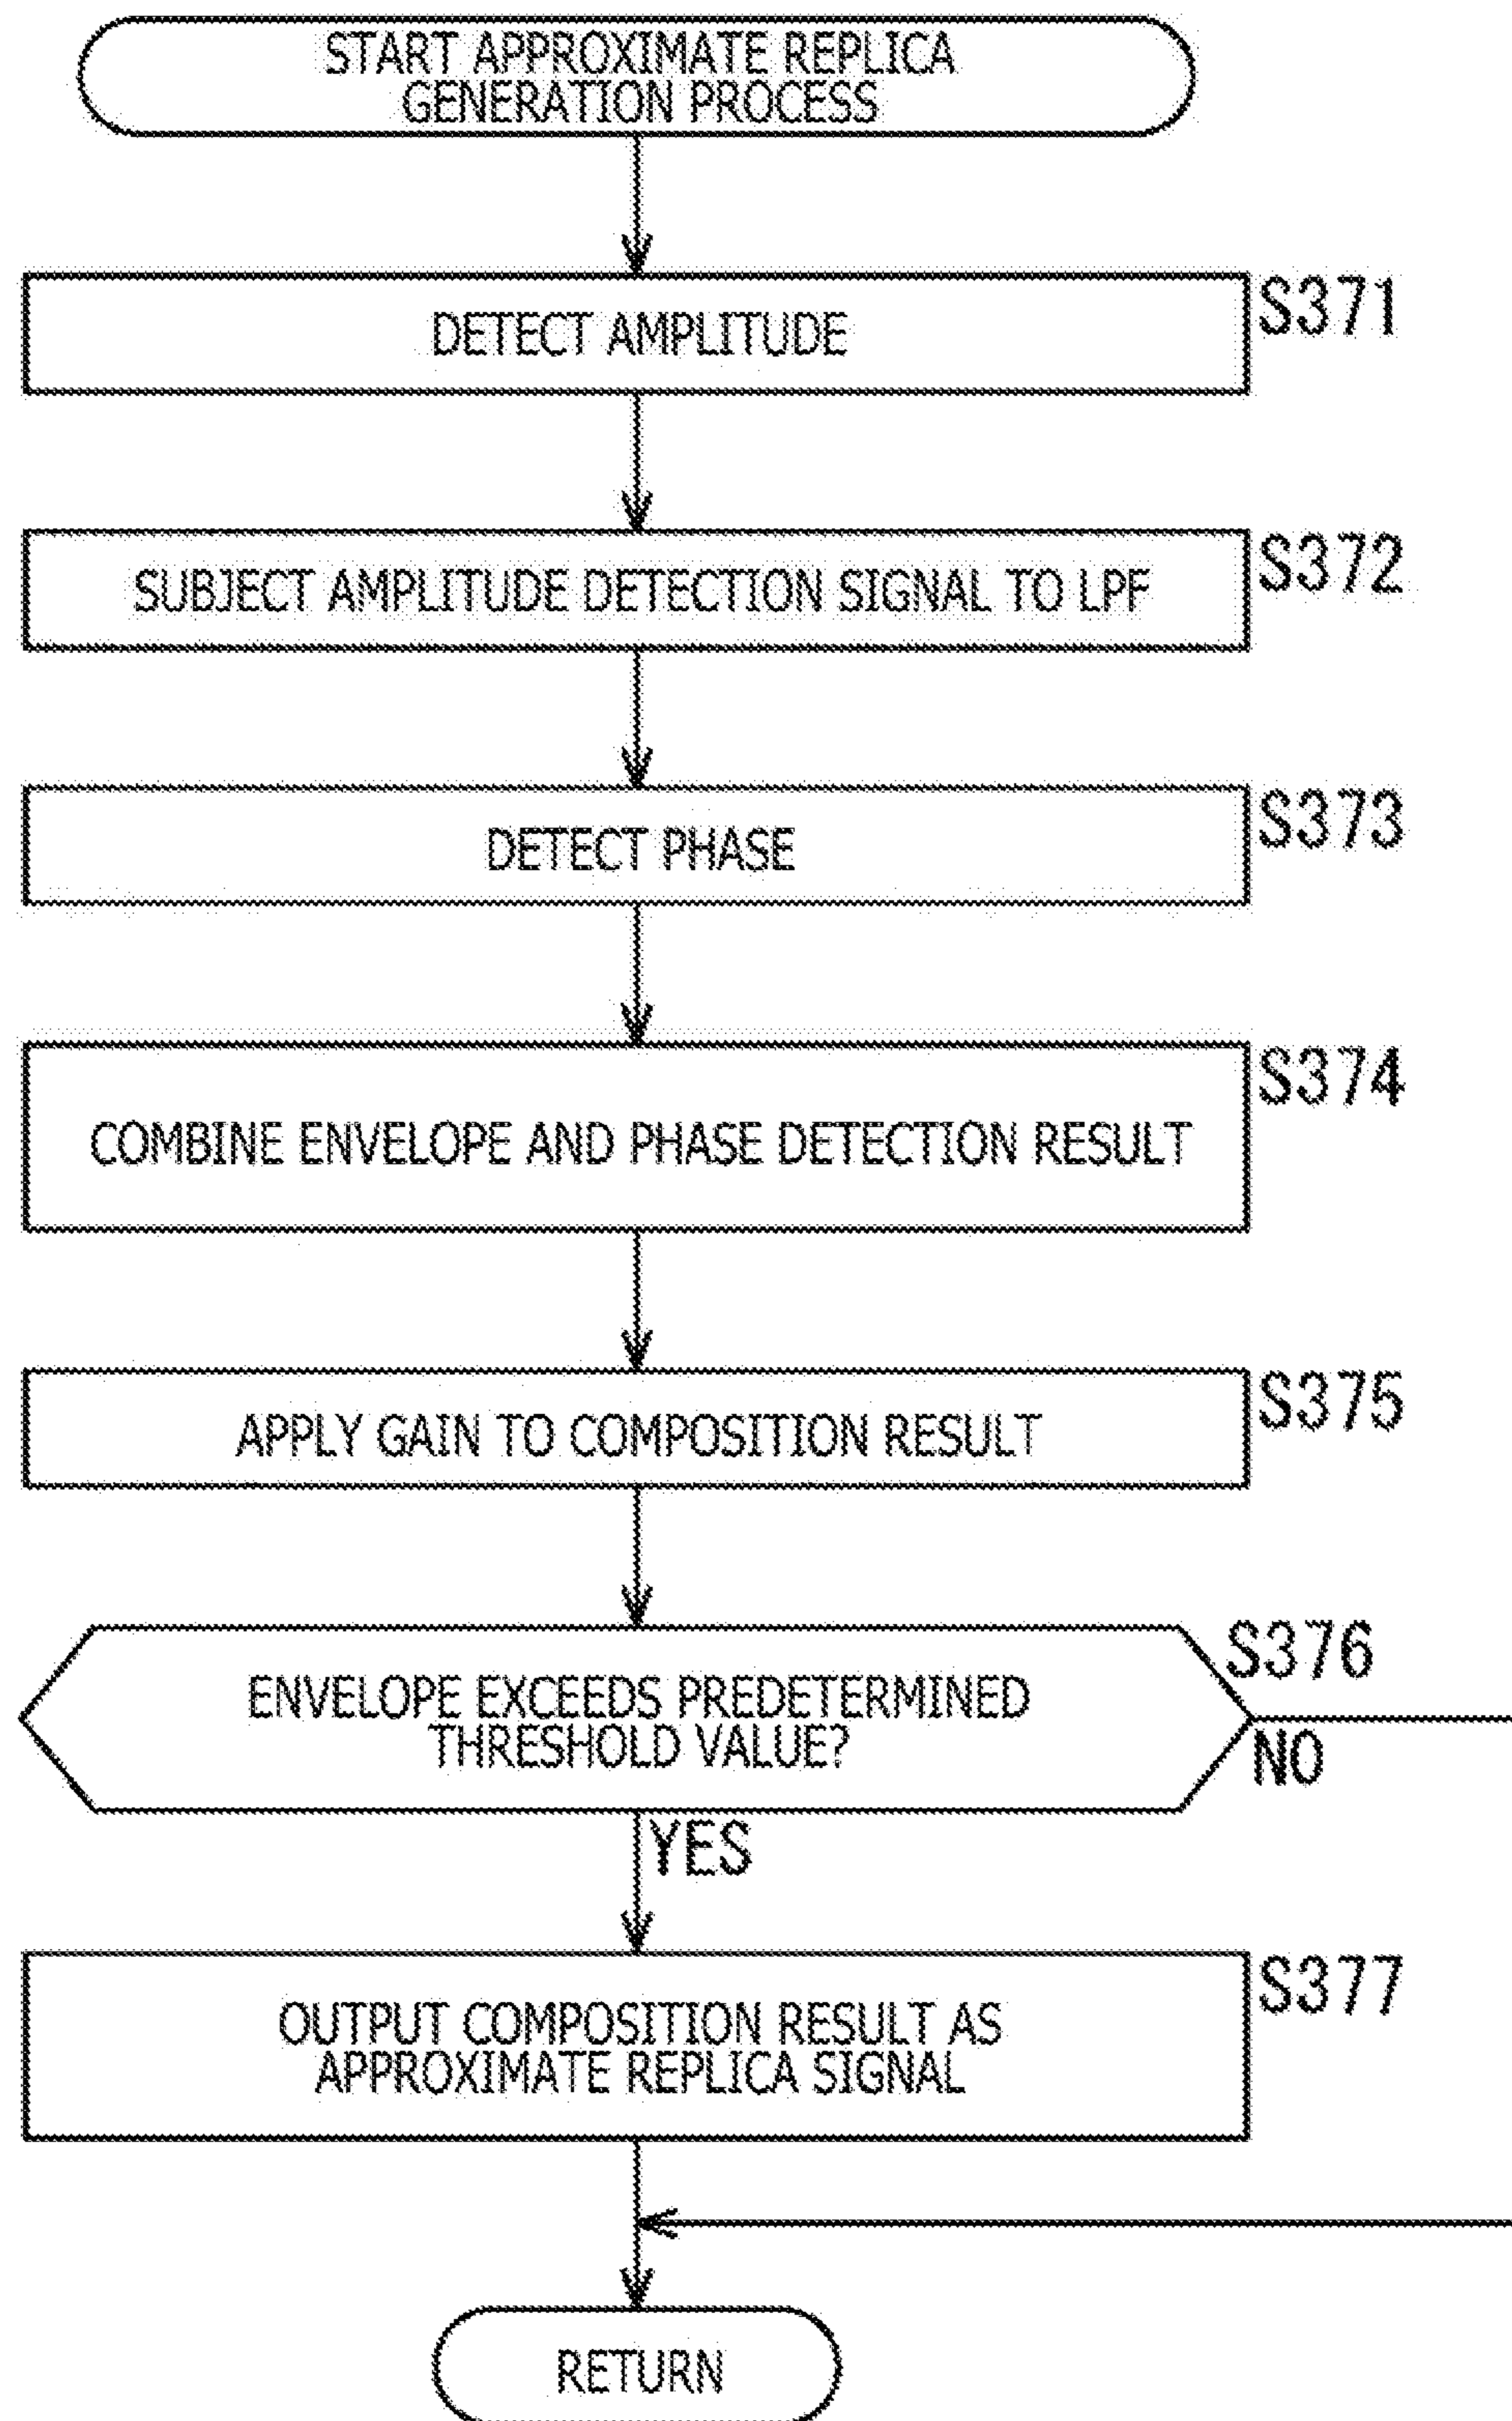 START APPROXIMATE REPLICA
GENERATION PROCESS
DETECT AMPLITUDE
S371
SUBJECT AMPLITUDE DETECTION SIGNAL TO LPF
S372
DETECT PHASE
S373
COMBINE ENVELOPE AND PHASE DETECTION RESULT
S374
APPLY GAIN TO COMPOSITION RESULT
S375
ENVELOPE EXCEEDS PREDETERMINED
THRESHOLD VALUE?
S376
NO
YES
OUTPUT COMPOSITION RESULT AS
APPROXIMATE REPLICA SIGNAL
S377
RETURN